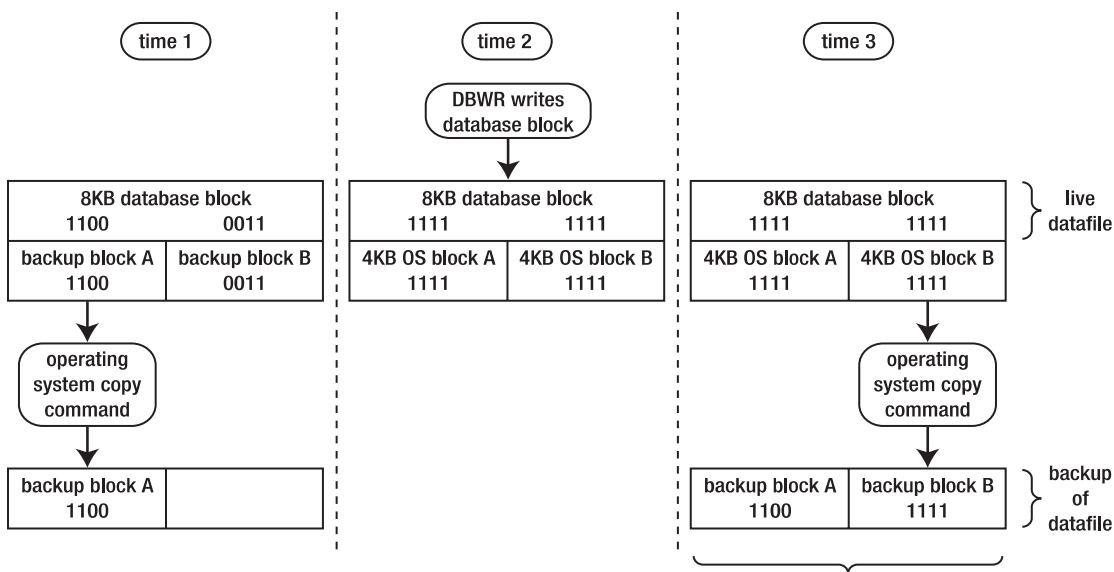 time 1
time 2
time 3
DBWR writes
database block
8KB database block
1100 0011
backup block A backup block B
1100 0011
8KB database block
1111 1111
4KB OS block A 4KB OS block B
1111 1111
8KB database block
1111 1111
4KB OS block A 4KB OS block B
1111 1111
live
datafile
operating
system copy
command
operating
system copy
command
backup block A
1100
backup block A backup block B
1100 1111
backup
of
datafile